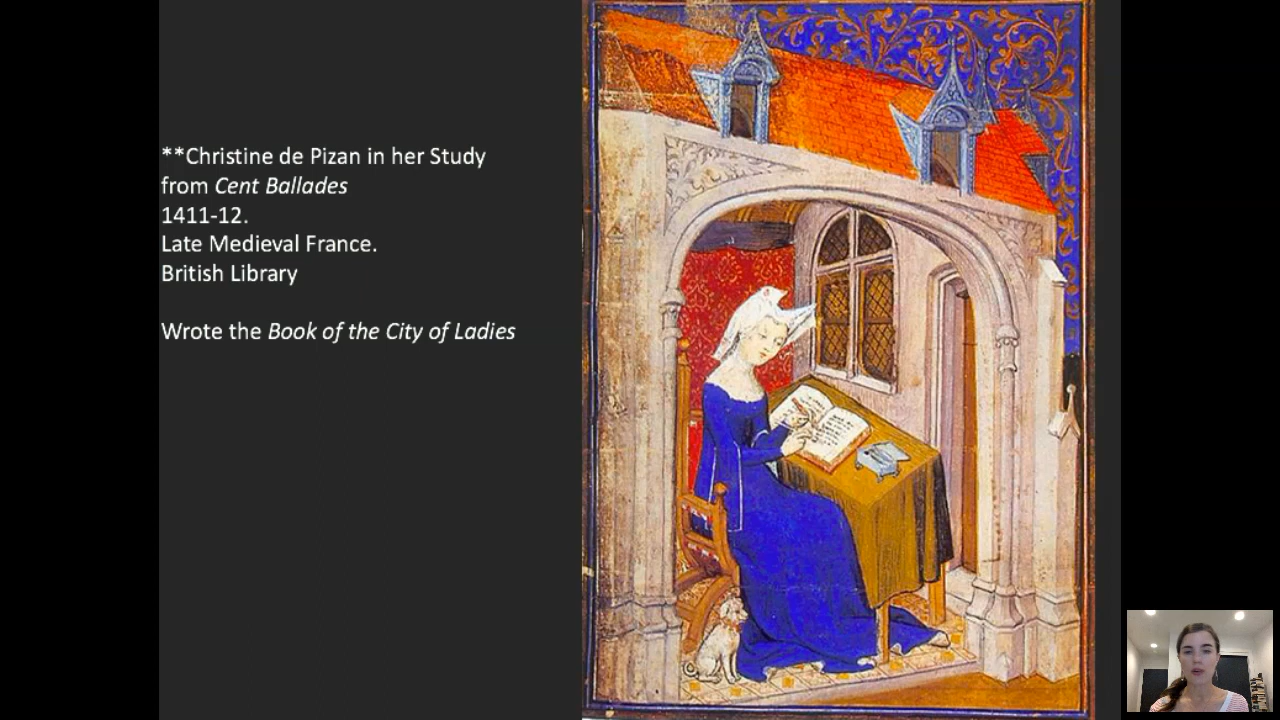 **Christine de Pizan in her Study
from Cent Ballades
1411-12.
Late Medieval France.
British Library
Wrote the Book of the City of Ladies